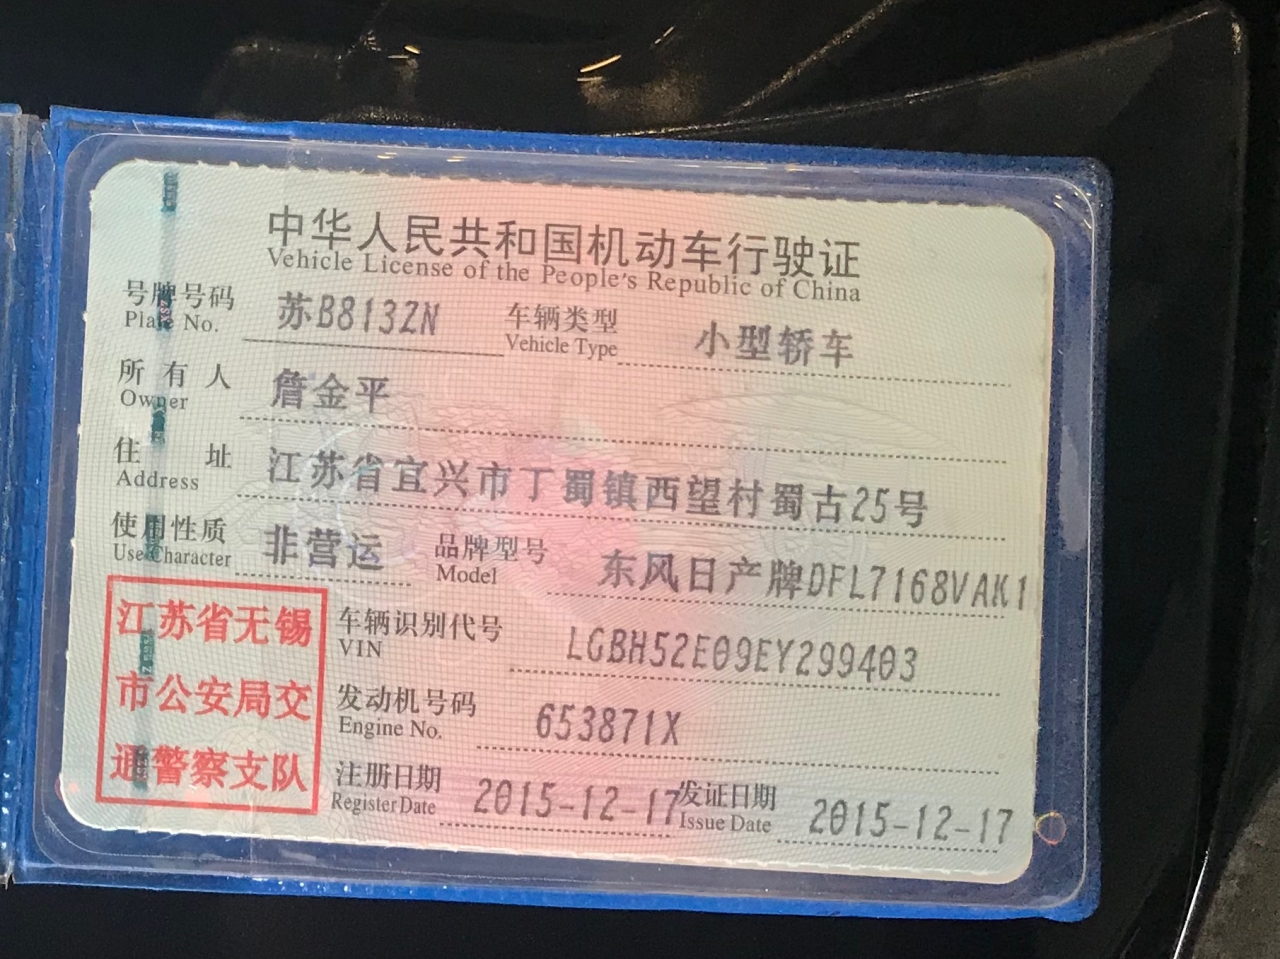 中华人民共和国机动车行驶证
Vehicle License of the People's Republic of China
号牌号码 苏B813ZN 车辆类型 小型轿车
Plate No. Vehicle Type
所有人 詹金平
Owner
住址 江苏省宜兴市丁蜀镇西望村蜀古25号
Address
使用性质 非营运 品牌型号 东风日产牌DFL7168VAK1
Use Character Model
江苏省无锡
市公安局交
通警察支队
车辆识别代号 LGBH52E09EY299403
VIN
发动机号码 653871X
Engine No.
注册日期 2015-12-17 发证日期 2015-12-17
Register Date Issue Date